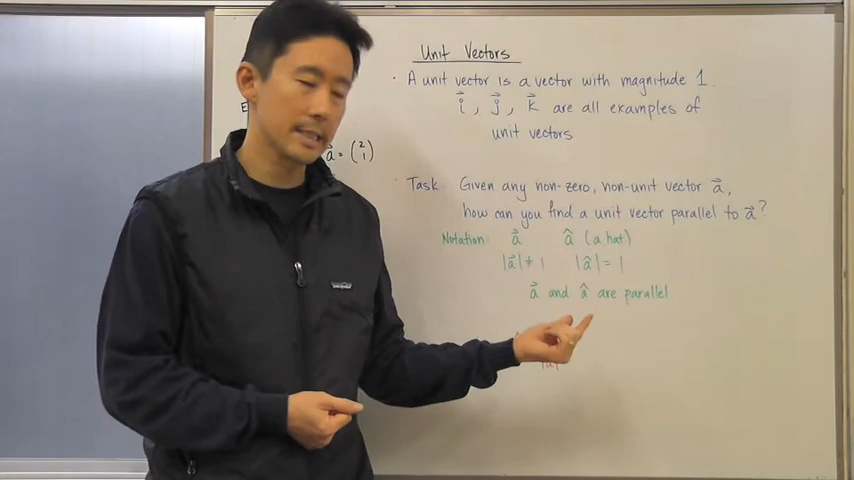 Unit Vectors
· A unit vector is a vector with magnitude 1.
i⃗, j⃗, k⃗ are all examples of
unit vectors
E
a⃗ = (2 1)
· Task Given any non-zero, non-unit vector a⃗,
how can you find a unit vector parallel to a⃗?
Notation: a⃗ â (a hat)
|a⃗| ≠ 1 |â| = 1
a⃗ and â are parallel
patagonia